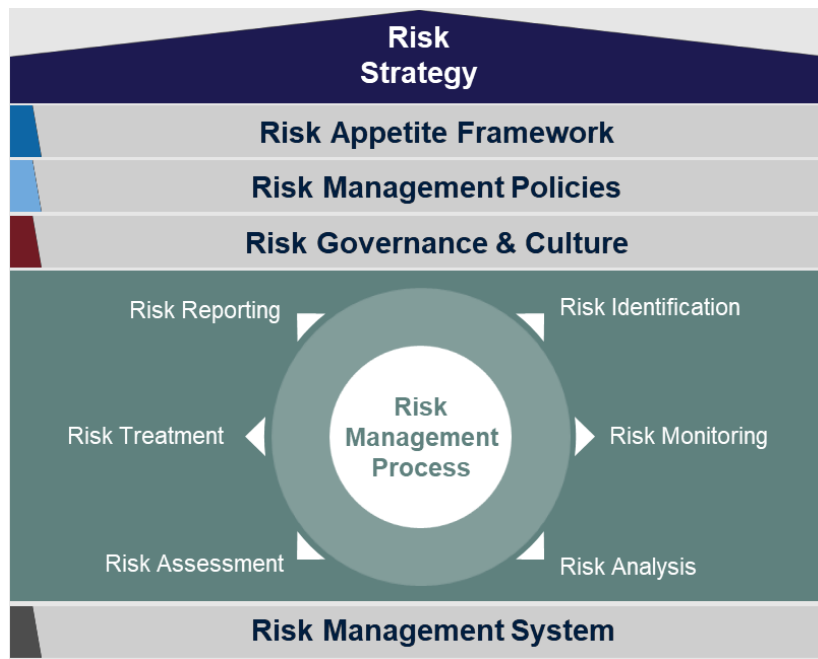 Risk
Strategy
Risk Appetite Framework
Risk Management Policies
Risk Governance & Culture
Risk Reporting
Risk Identification
Risk Treatment
Risk
Management
Process
Risk Monitoring
Risk Assessment
Risk Analysis
Risk Management System